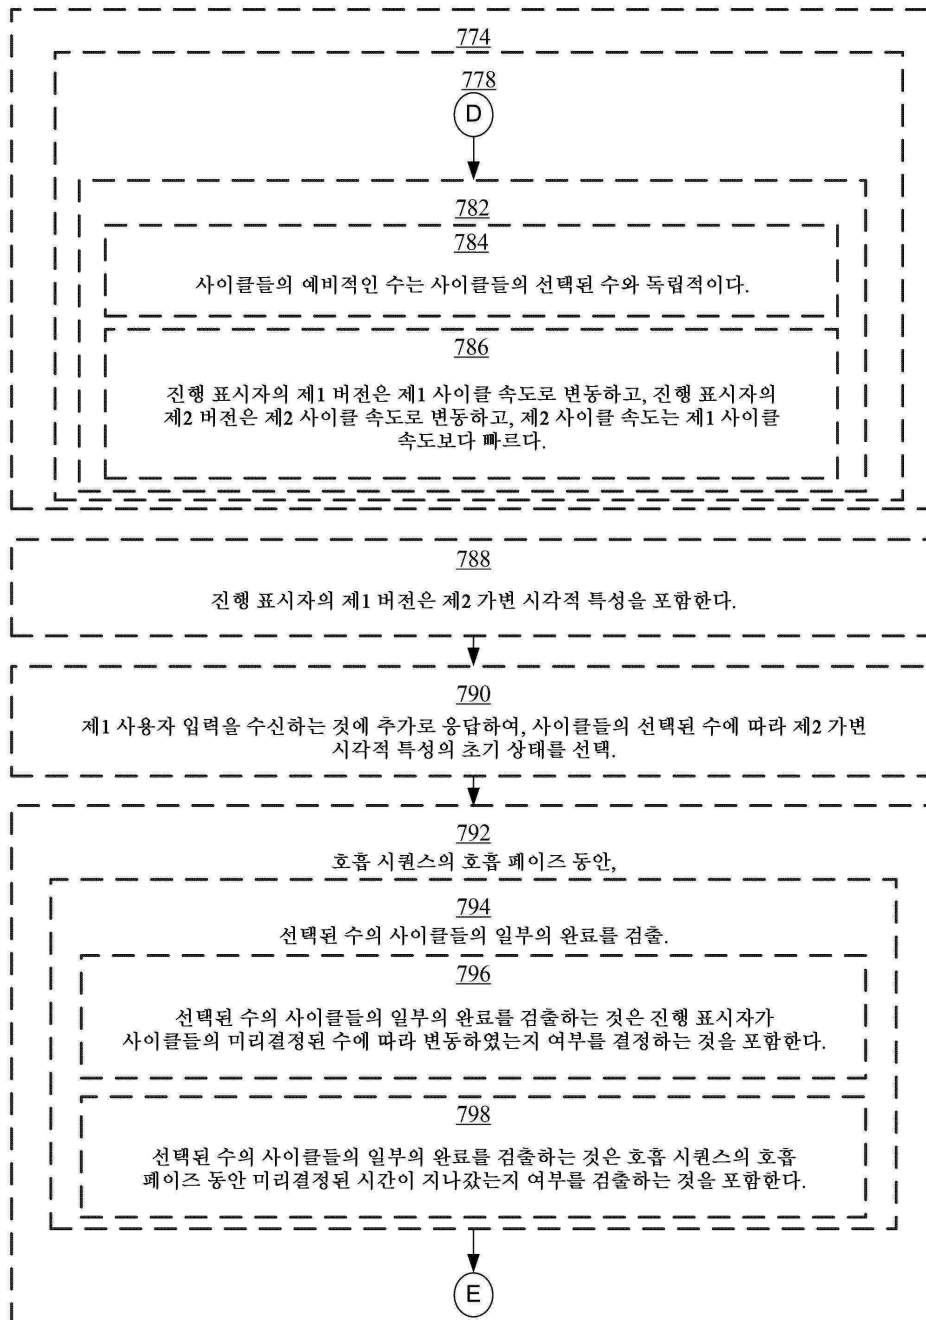 774
778
D
782
784
사이클들의 예비적인 수는 사이클들의 선택된 수와 독립적이다.
786
진행 표시자의 제1 버전은 제1 사이클 속도로 변동하고, 진행 표시자의
제2 버전은 제2 사이클 속도로 변동하고, 제2 사이클 속도는 제1 사이클
속도보다 빠르다.
788
진행 표시자의 제1 버전은 제2 가변 시각적 특성을 포함한다.
790
제1 사용자 입력을 수신하는 것에 추가로 응답하여, 사이클들의 선택된 수에 따라 제2 가변
시각적 특성의 초기 상태를 선택.
792
호흡 시퀀스의 호흡 페이즈 동안,
794
선택된 수의 사이클들의 일부의 완료를 검출.
796
선택된 수의 사이클들의 일부의 완료를 검출하는 것은 진행 표시자가
사이클들의 미리결정된 수에 따라 변동하였는지 여부를 결정하는 것을 포함한다.
798
선택된 수의 사이클들의 일부의 완료를 검출하는 것은 호흡 시퀀스의 호흡
페이즈 동안 미리결정된 시간이 지나갔는지 여부를 검출하는 것을 포함한다.
E